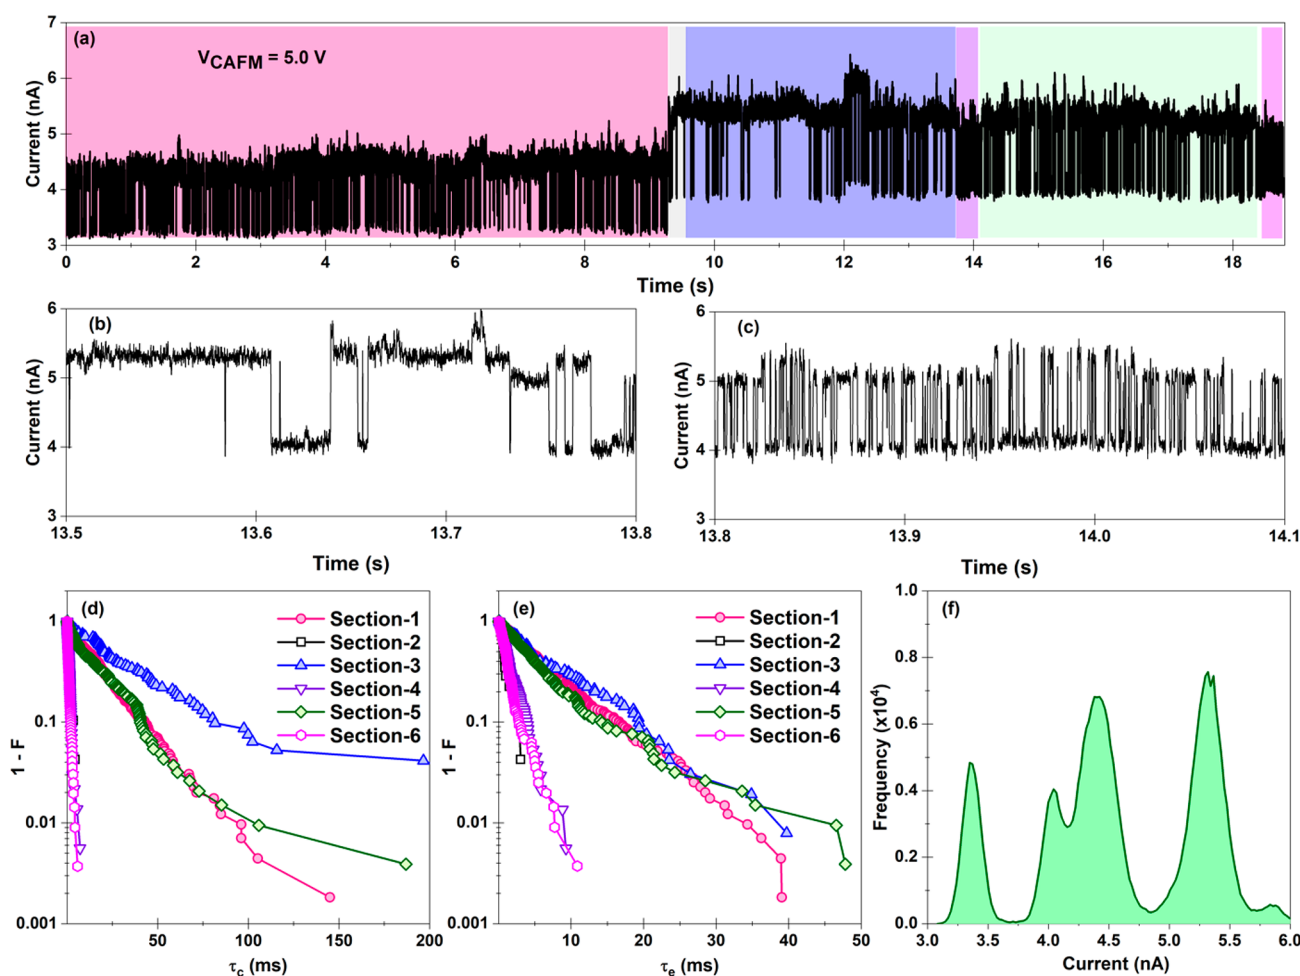 (a)
V_CAFM = 5.0 V
Current (nA)
7
6
5
4
3
0 2 4 6 8 10 12 14 16 18
Time (s)
(b)
Current (nA)
6
5
4
3
13.5 13.6 13.7 13.8
Time (s)
(c)
Current (nA)
6
5
4
3
13.8 13.9 14.0 14.1
Time (s)
(d)
1 - F
1
0.1
0.01
0.001
Section-1
Section-2
Section-3
Section-4
Section-5
Section-6
50 100 150 200
τ_c (ms)
(e)
1 - F
1
0.1
0.01
0.001
Section-1
Section-2
Section-3
Section-4
Section-5
Section-6
10 20 30 40 50
τ_e (ms)
(f)
Frequency (x10⁴)
1.0
0.8
0.6
0.4
0.2
0.0
3.0 3.5 4.0 4.5 5.0 5.5 6.0
Current (nA)